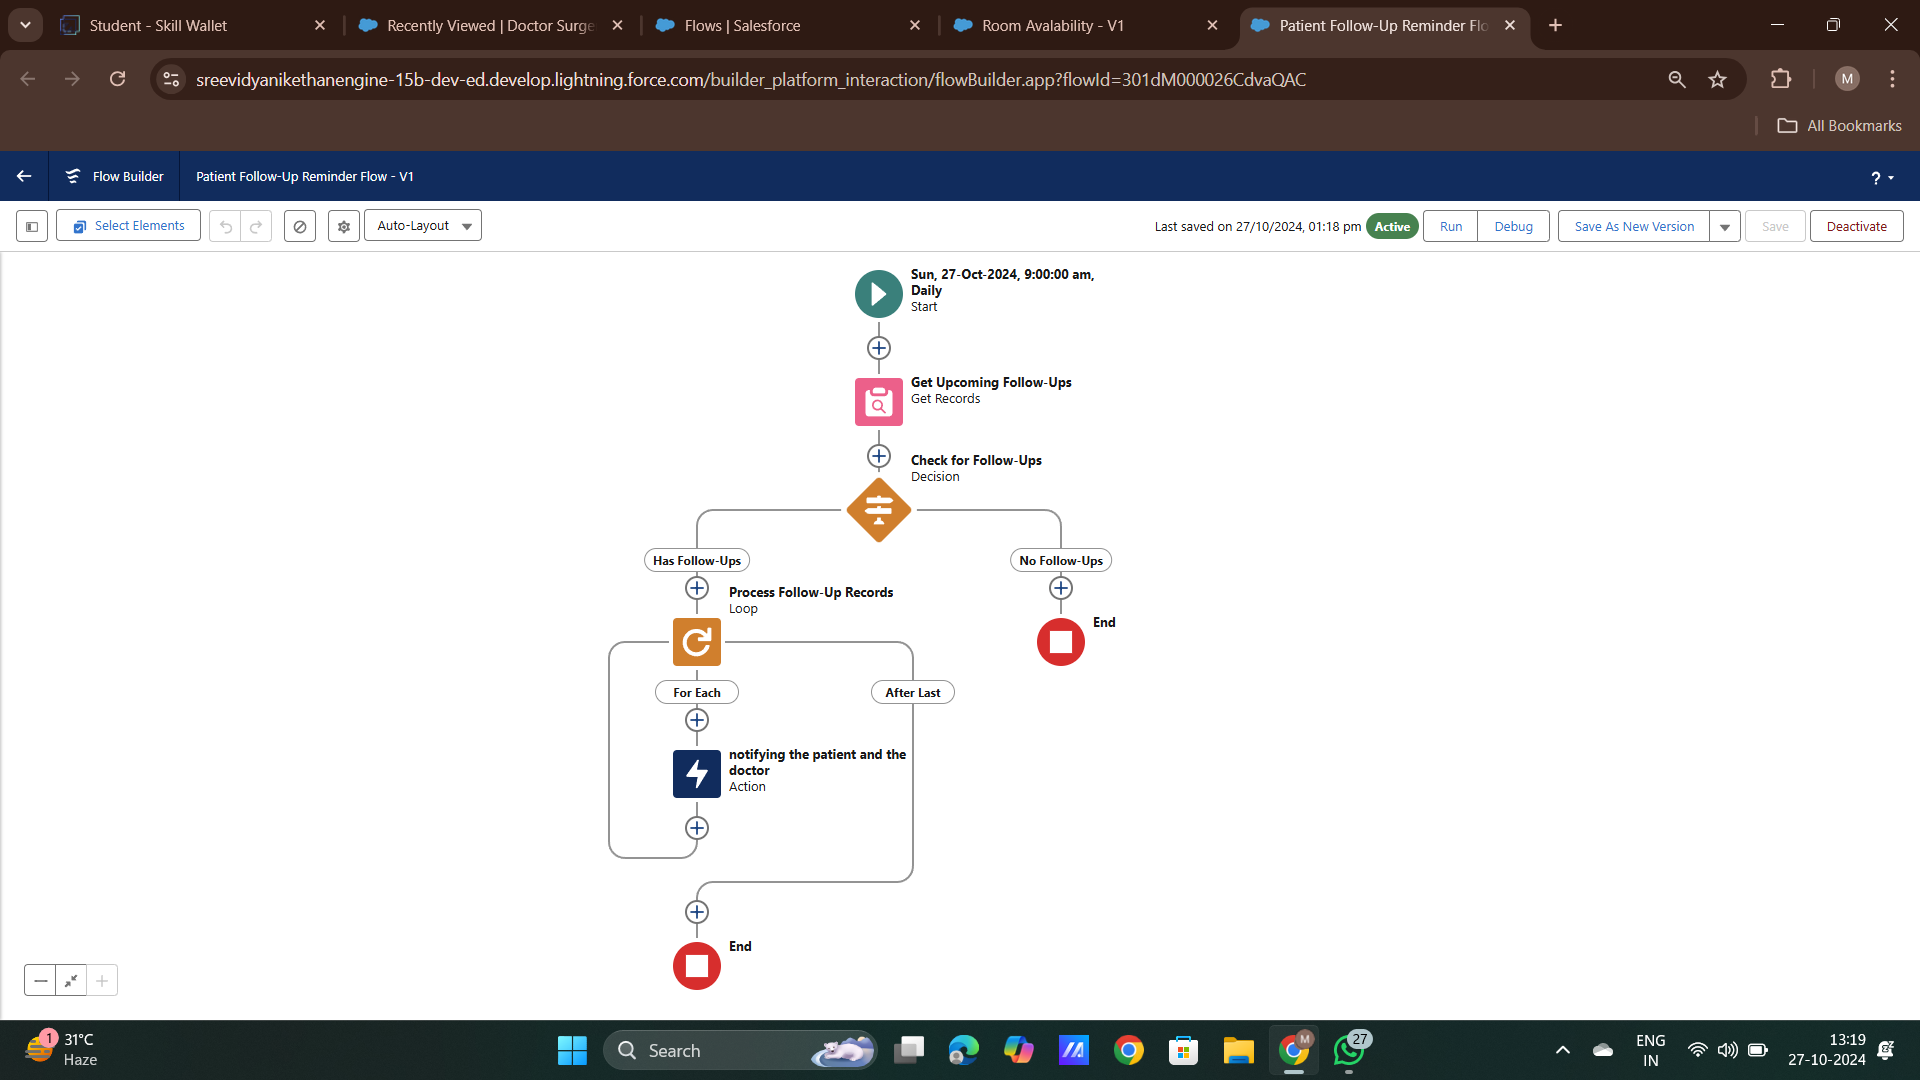 Student - Skill Wallet
Recently Viewed | Doctor Surge
Flows | Salesforce
Room Avalability - V1
Patient Follow-Up Reminder Flo
sreevidyanikethanengine-15b-dev-ed.develop.lightning.force.com/builder_platform_interaction/flowBuilder.app?flowId=301dM000026CdvaQAC
M
All Bookmarks
Flow Builder
Patient Follow-Up Reminder Flow - V1
?
Select Elements
Auto-Layout
Last saved on 27/10/2024, 01:18 pm
Active
Run
Debug
Save As New Version
Save
Deactivate
Sun, 27-Oct-2024, 9:00:00 am,
Daily
Start
Get Upcoming Follow-Ups
Get Records
Check for Follow-Ups
Decision
Has Follow-Ups
No Follow-Ups
Process Follow-Up Records
Loop
End
For Each
After Last
notifying the patient and the
doctor
Action
End
1
31°C
Haze
Search
M
27
ENG
IN
13:19
27-10-2024